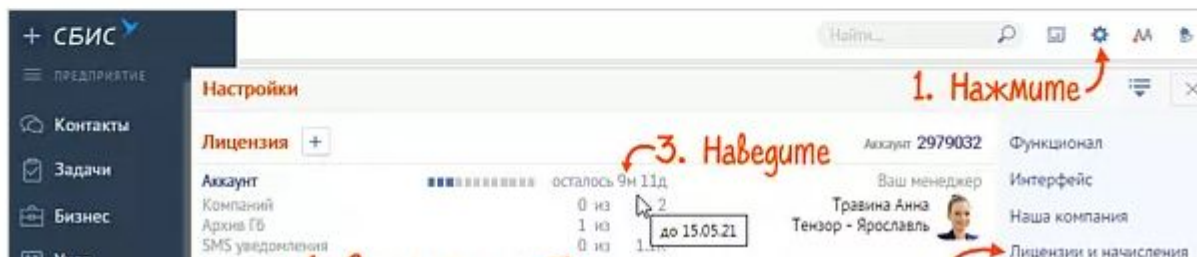 + СБИС
Найти...
ПРЕДПРИЯТИЕ
1. Нажмите
Настройки
Контакты
Лицензия +
3. Наведите
Аккаунт 2979032
Функционал
Задачи
Аккаунт
осталось 9м 11д
Ваш менеджер
Интерфейс
Компаний
0 из 2
Травина Анна
Бизнес
Архив Гб
1 из
до 15.05.21
Тензор - Ярославль
Наша компания
SMS уведомления
0 из
Лицензии и начисления